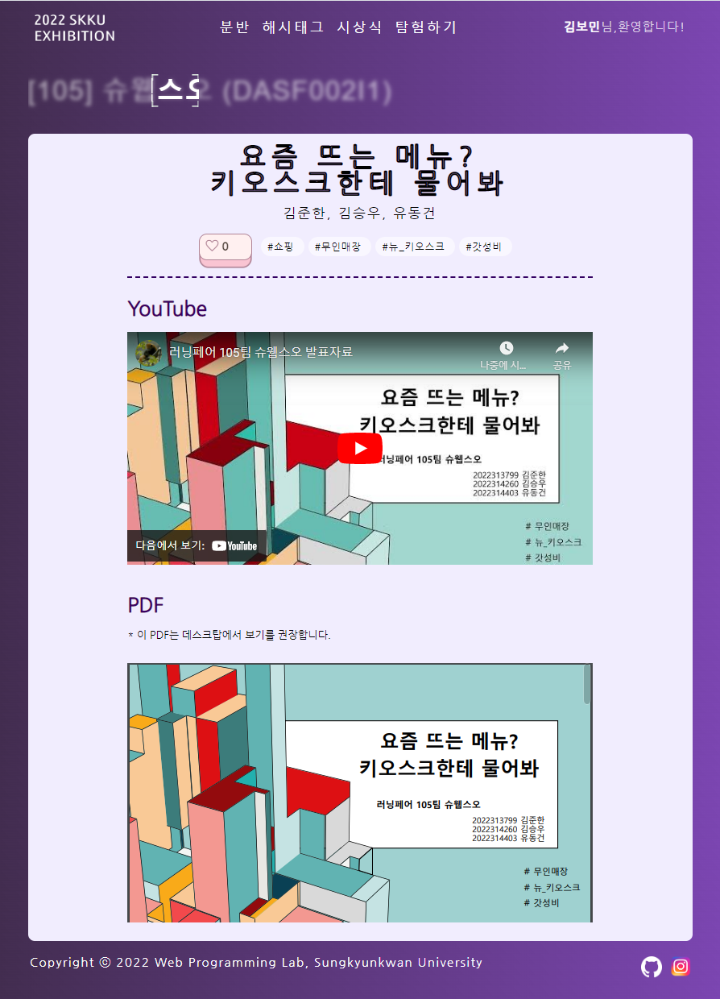 2022 SKKU
EXHIBITION
분반 해시태그 시상식 탐험하기
김보민님,환영합니다!
[105] 슈웹스오 (DASF002I1)
요즘 뜨는 메뉴?
키오스크한테 물어봐
김준한, 김승우, 유동건
0
#쇼핑 #무인매장 #뉴_키오스크 #갓성비
YouTube
러닝페어 105팀 슈웹스오 발표자료
나중에 시... 공유
요즘 뜨는 메뉴?
키오스크한테 물어봐
러닝페어 105팀 슈웹스오
2022313799 김준한
2022314260 김승우
2022314403 유동건
# 무인매장
# 뉴_키오스크
# 갓성비
다음에서 보기: YouTube
PDF
* 이 PDF는 데스크탑에서 보기를 권장합니다.
요즘 뜨는 메뉴?
키오스크한테 물어봐
러닝페어 105팀 슈웹스오
2022313799 김준한
2022314260 김승우
2022314403 유동건
# 무인매장
# 뉴_키오스크
# 갓성비
Copyright ⓒ 2022 Web Programming Lab, Sungkyunkwan University